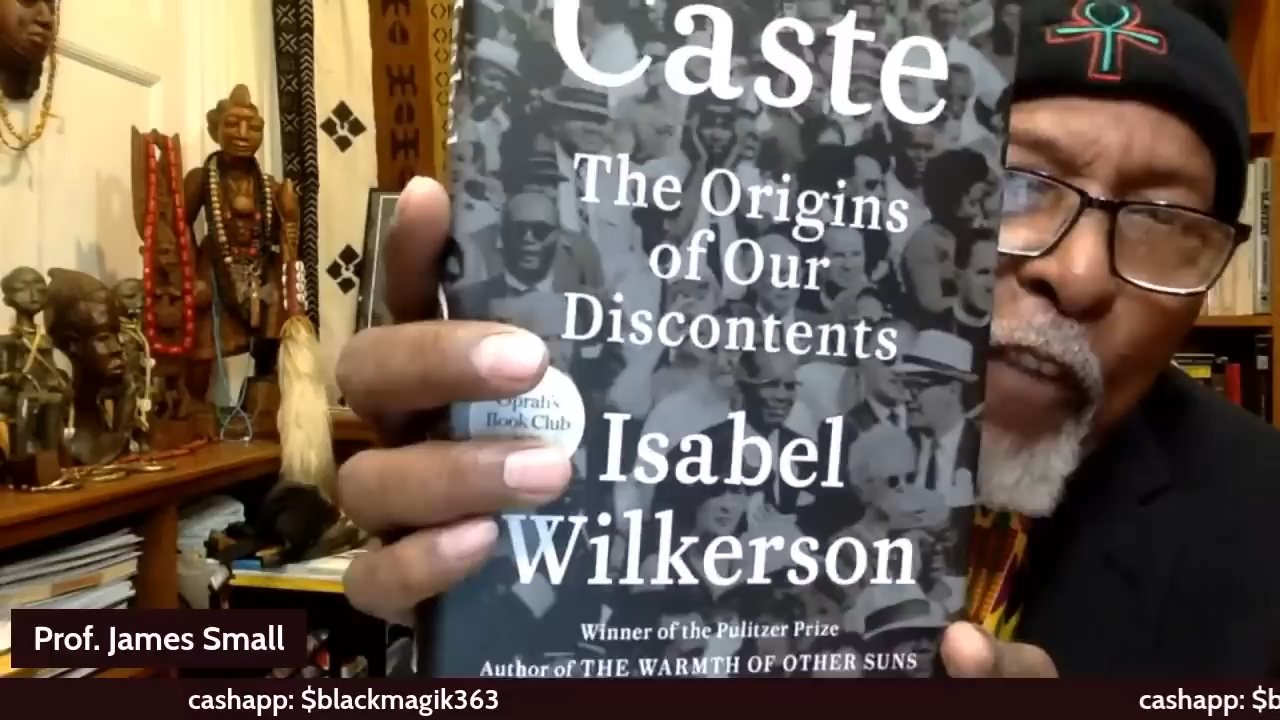 Caste
The Origins
of Our
Discontents
Oprah's
Book Club
Isabel
Wilkerson
Winner of the Pulitzer Prize
Author of THE WARMTH OF OTHER SUNS
Prof. James Small
cashapp: $blackmagik363
cashapp: $b